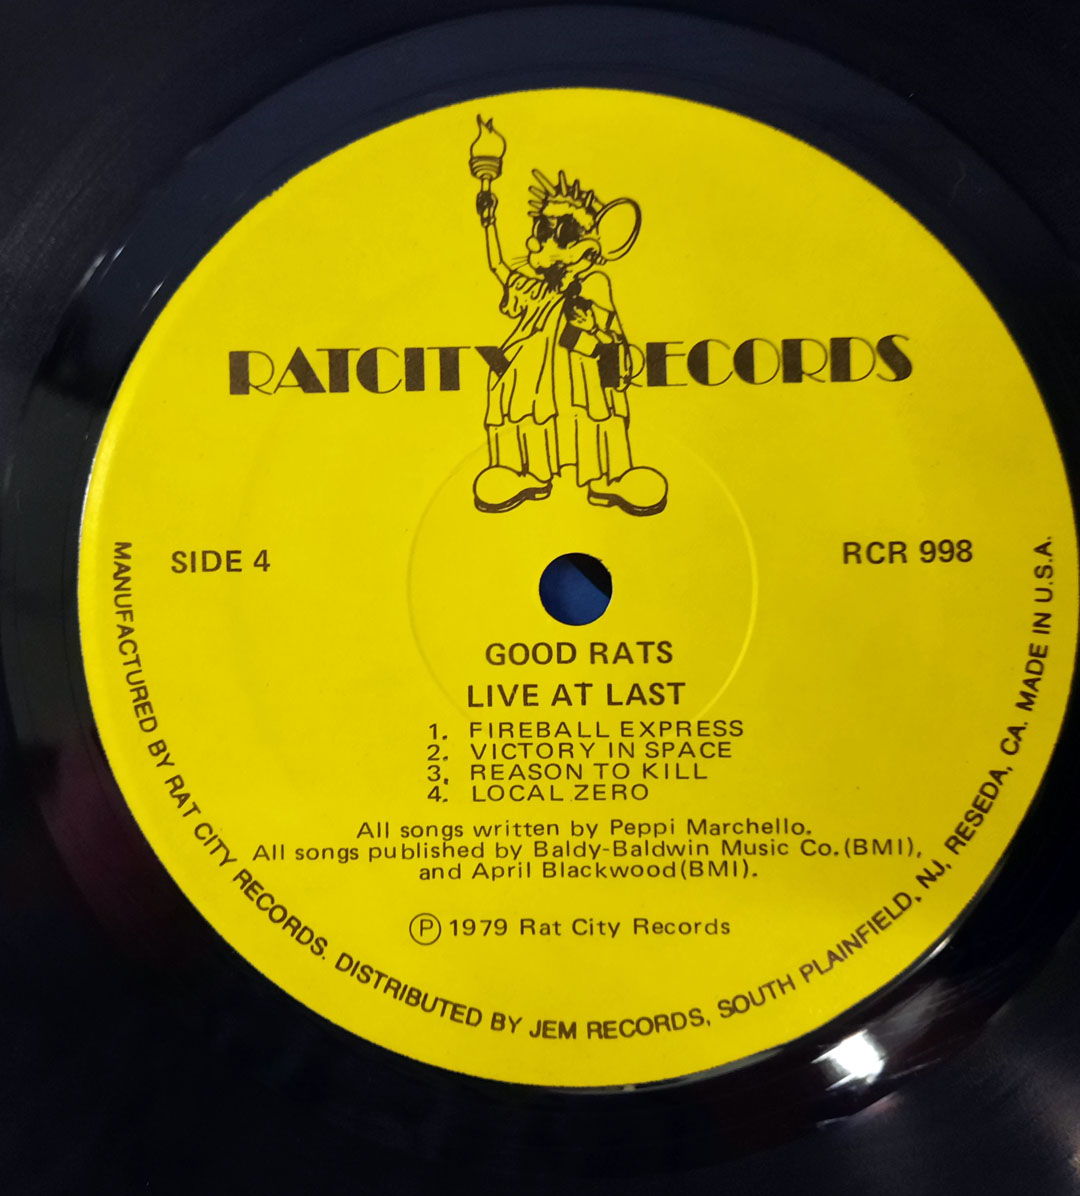 RATCITY RECORDS
SIDE 4
RCR 998
GOOD RATS
LIVE AT LAST
1. FIREBALL EXPRESS
2. VICTORY IN SPACE
3. REASON TO KILL
4. LOCAL ZERO
All songs written by Peppi Marchello.
All songs published by Baldy-Baldwin Music Co.(BMI),
and April Blackwood(BMI).
Ⓟ 1979 Rat City Records
MANUFACTURED BY RAT CITY RECORDS. DISTRIBUTED BY JEM RECORDS, SOUTH PLAINFIELD, NJ, RESEDA, CA. MADE IN U.S.A.